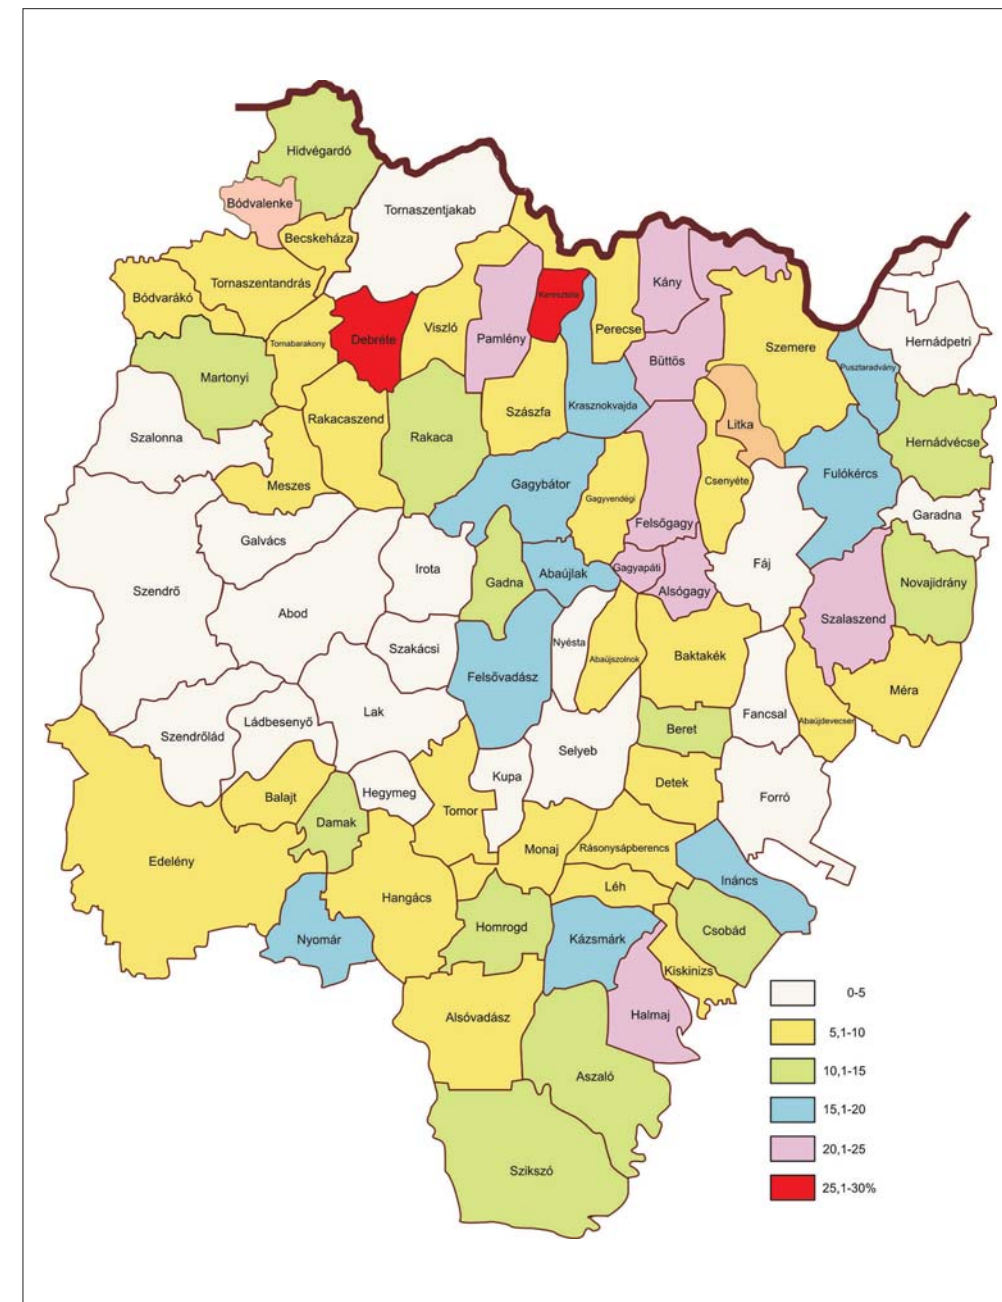 Hidvégardó
Bódvalenke
Tornaszentjakab
Becskeháza
Tornaszentandrás
Bódvarákó
Kány
Keresztéte
Hernádpetri
Debréte
Viszló
Pamlény
Perecse
Szemere
Tornabarakony
Büttös
Pusztaradvány
Martonyi
Szászfa
Krasznokvajda
Rakacaszend
Litka
Szalonna
Rakaca
Hernádvécse
Meszes
Gagybátor
Csenyéte
Fulókércs
Gagyvendégi
Garadna
Felsőgagy
Galvács
Irota
Fáj
Gadna
Abaújlak
Gagyapáti
Novajidrány
Szendrő
Alsógagy
Abod
Szalaszend
Szakácsi
Nyésta
Abaújszolnok
Baktakék
Felsővadász
Méra
Lak
Fancsal
Ládbesenyő
Abaújdevecser
Szendrőlád
Beret
Selyeb
Kupa
Detek
Hegymeg
Balajt
Forró
Tomor
Damak
Rásonysápberencs
Monaj
Edelény
Ináncs
Léh
Hangács
Homrogd
Csobád
Nyomár
Kázsmárk
Kiskinizs
Halmaj
Alsóvadász
Aszaló
Szikszó
0-5
5,1-10
10,1-15
15,1-20
20,1-25
25,1-30%